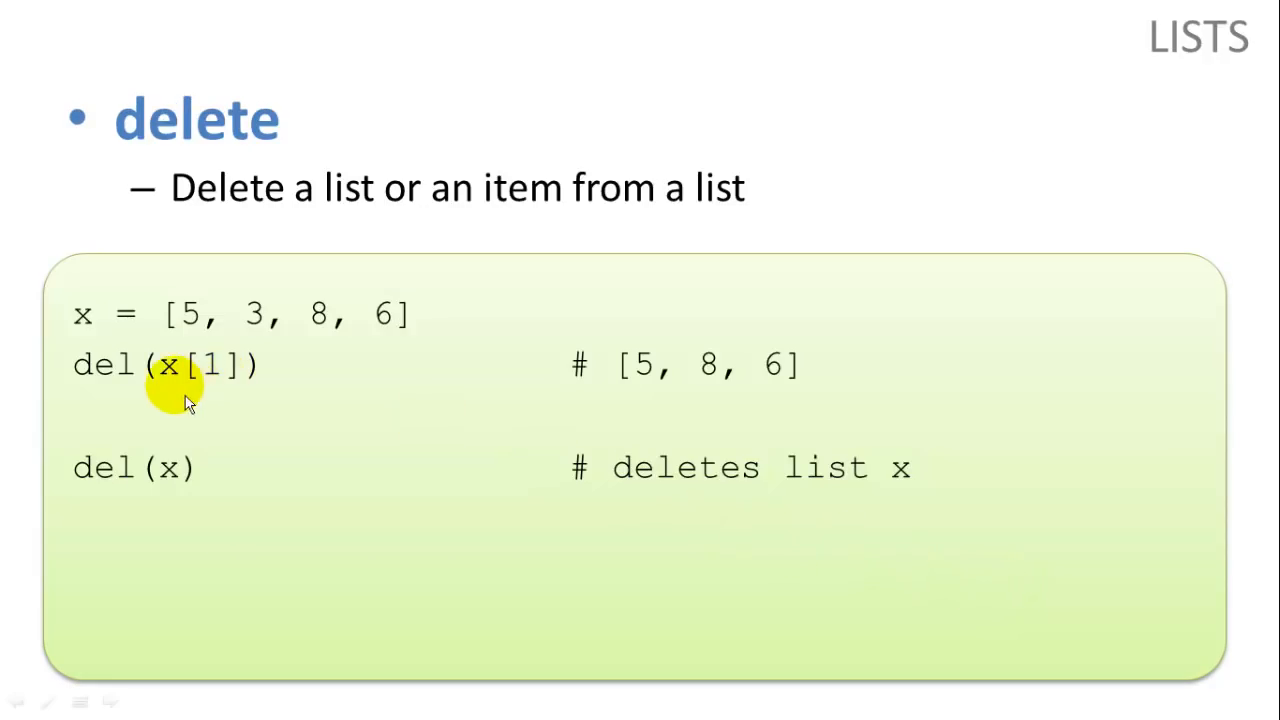 LISTS
• delete
– Delete a list or an item from a list
x = [5, 3, 8, 6]
del(x[1]) # [5, 8, 6]
del(x) # deletes list x